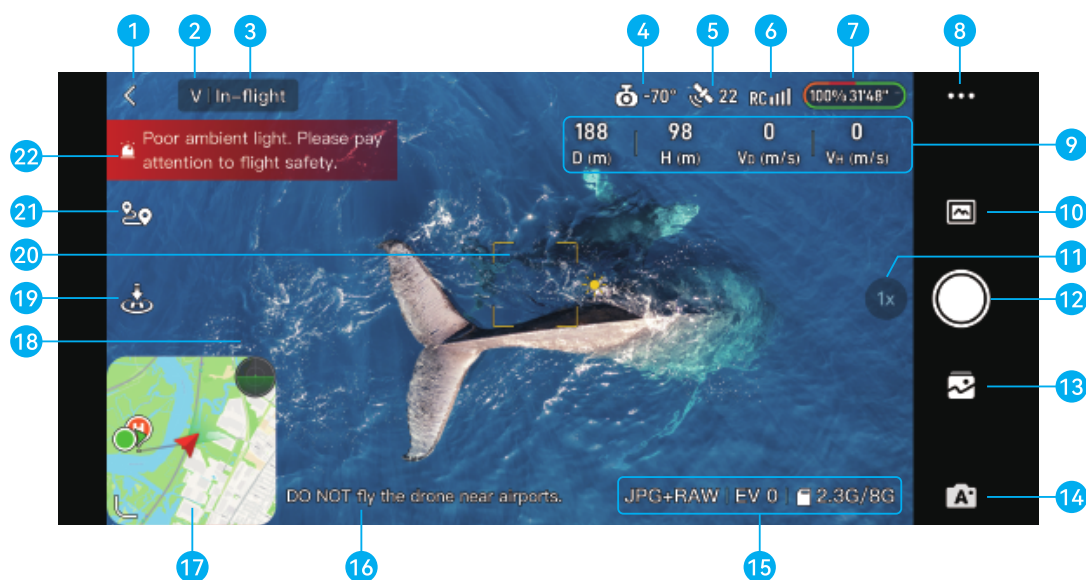 1 2 3 4 5 6 7 8
V | In-flight -70° 22 RC 100% 31'48"
Poor ambient light. Please pay
attention to flight safety.
188 98 0 0
D (m) H (m) VD (m/s) VH (m/s)
22 9
21 10
20 11
1x
19 12
18
H
13
DO NOT fly the drone near airports. JPG+RAW EV 0 2.3G/8G
A 14
17 16 15